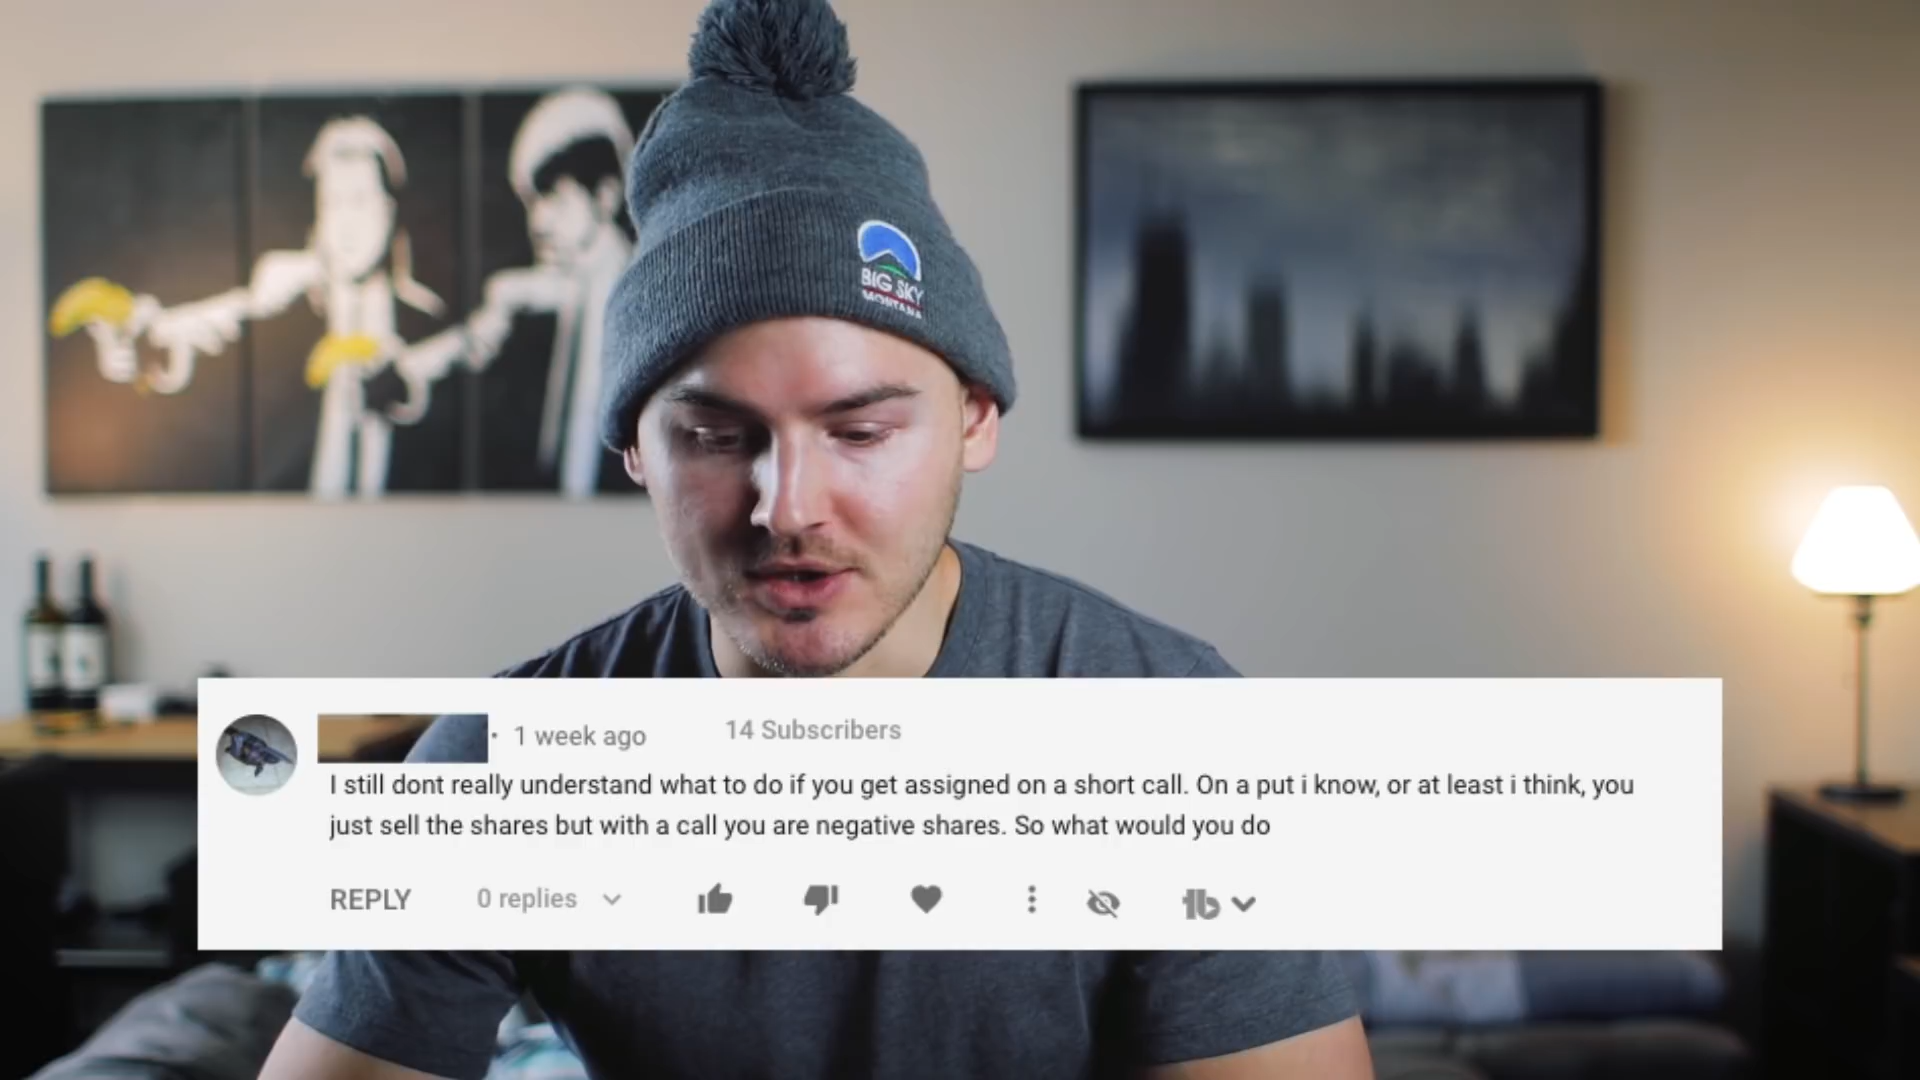 BIG SKY
MONTANA
1 week ago
14 Subscribers
I still dont really understand what to do if you get assigned on a short call. On a put i know, or at least i think, you
just sell the shares but with a call you are negative shares. So what would you do
REPLY
0 replies